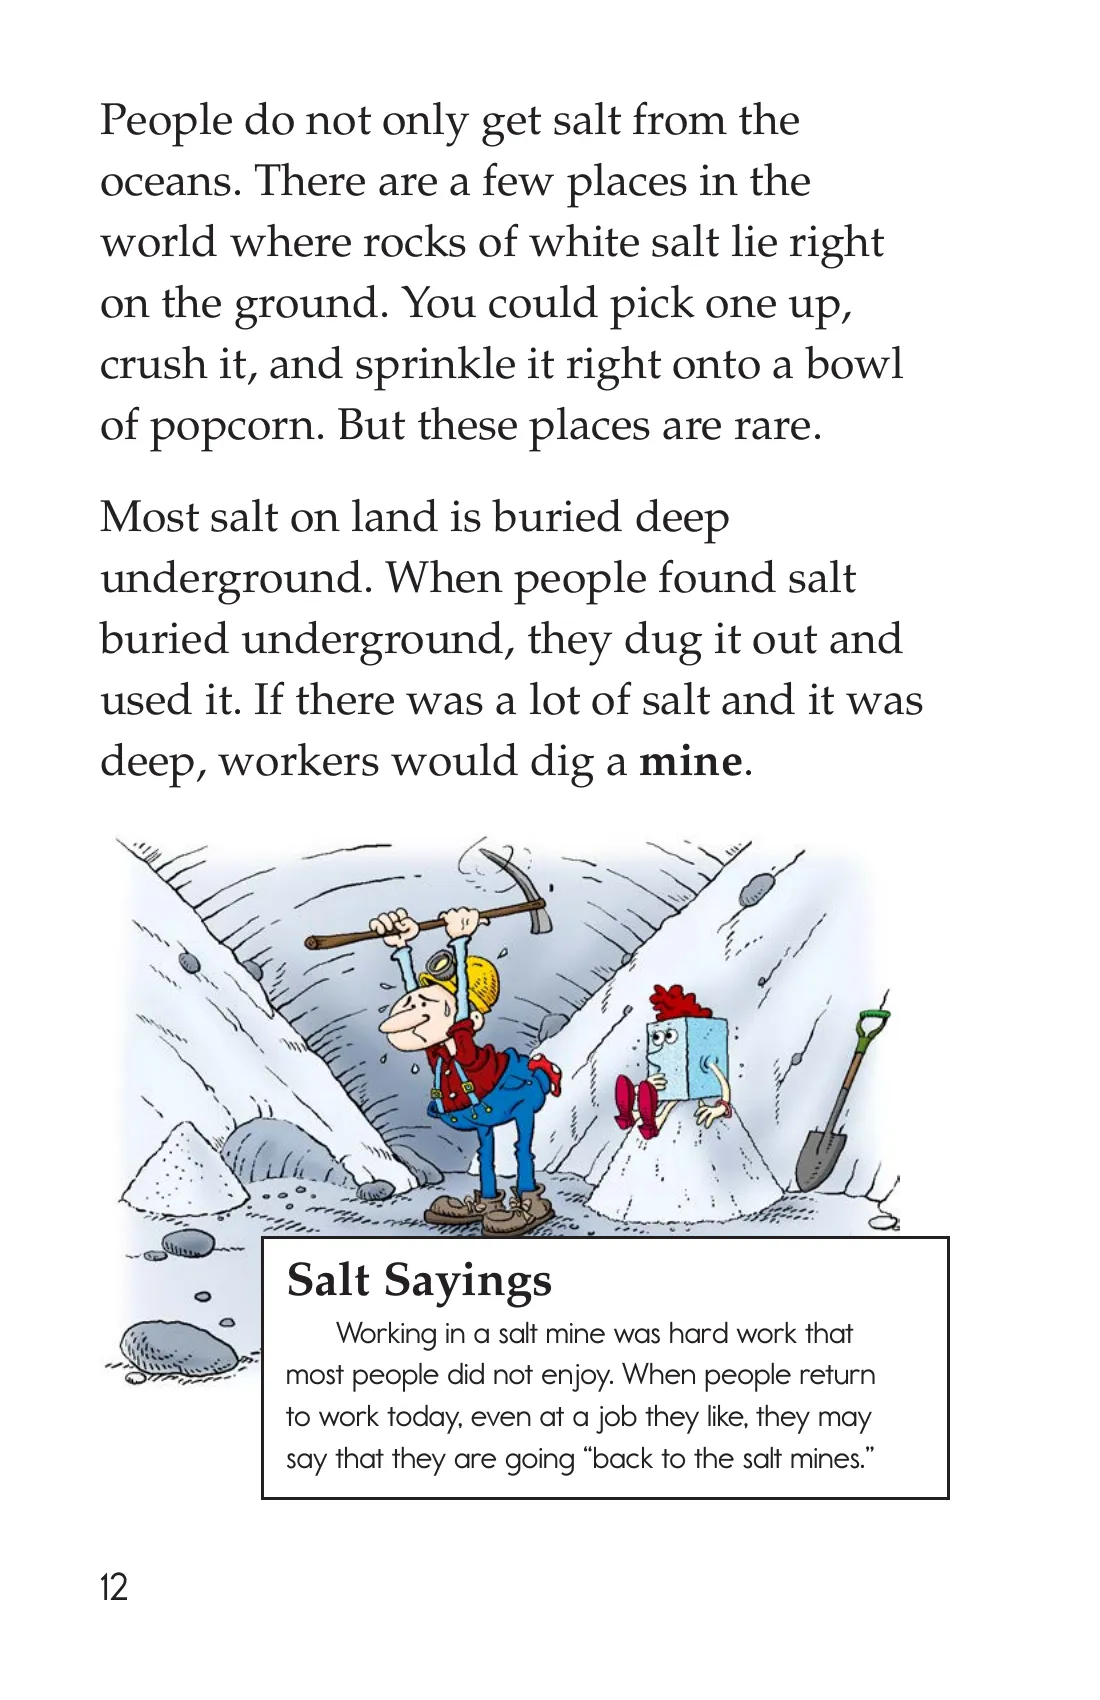 People do not only get salt from the
oceans. There are a few places in the
world where rocks of white salt lie right
on the ground. You could pick one up,
crush it, and sprinkle it right onto a bowl
of popcorn. But these places are rare.
Most salt on land is buried deep
underground. When people found salt
buried underground, they dug it out and
used it. If there was a lot of salt and it was
deep, workers would dig a mine.
Salt Sayings
Working in a salt mine was hard work that
most people did not enjoy. When people return
to work today, even at a job they like, they may
say that they are going “back to the salt mines.”
12